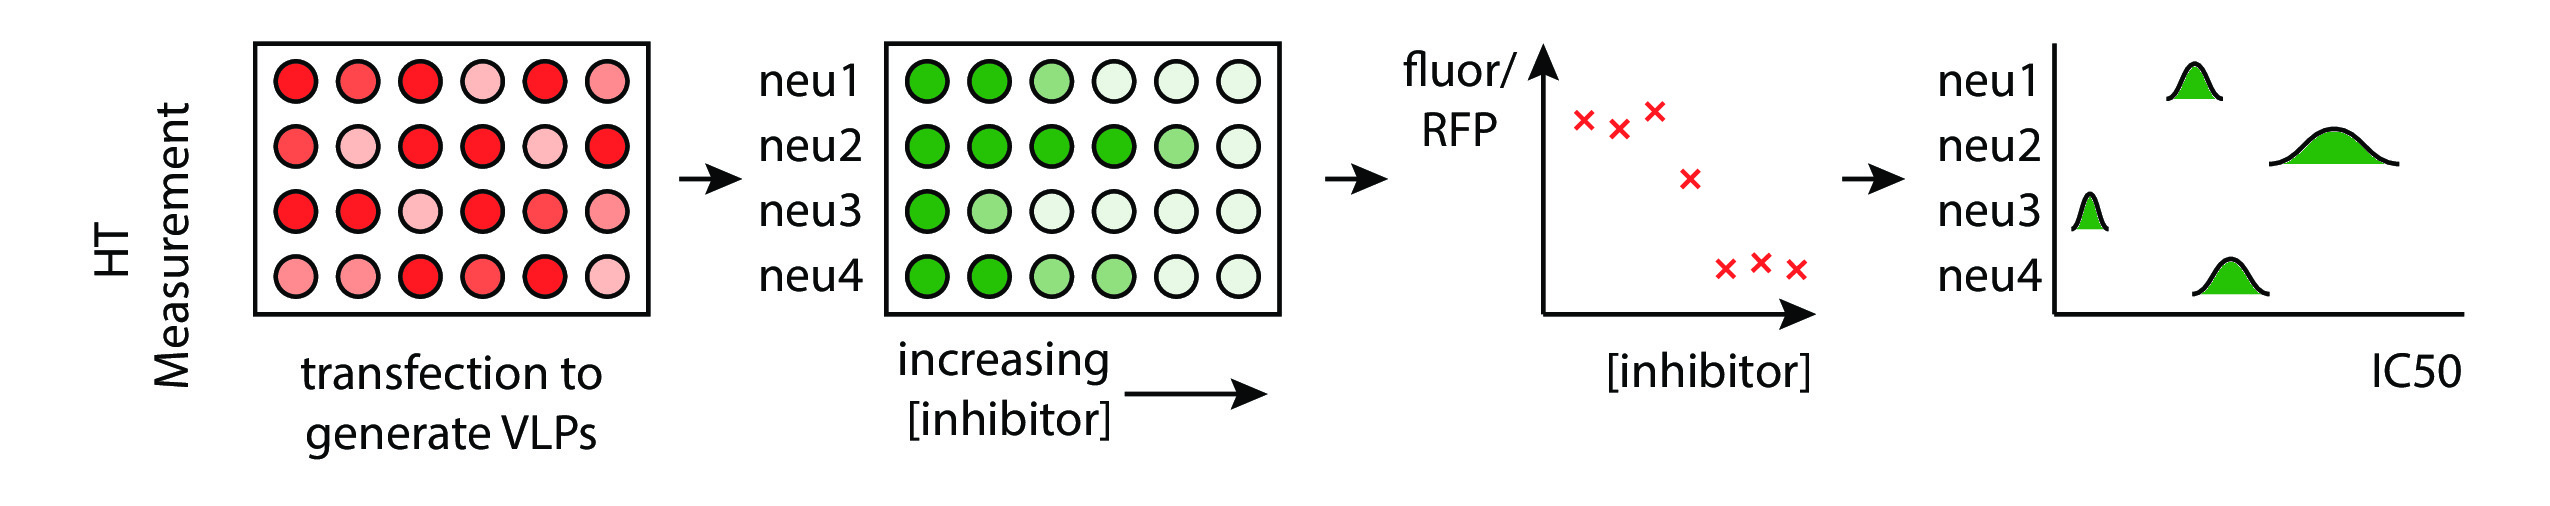 HT
Measurement
transfection to
generate VLPs
neu1
neu2
neu3
neu4
increasing
[inhibitor]
fluor/
RFP
[inhibitor]
neu1
neu2
neu3
neu4
IC50